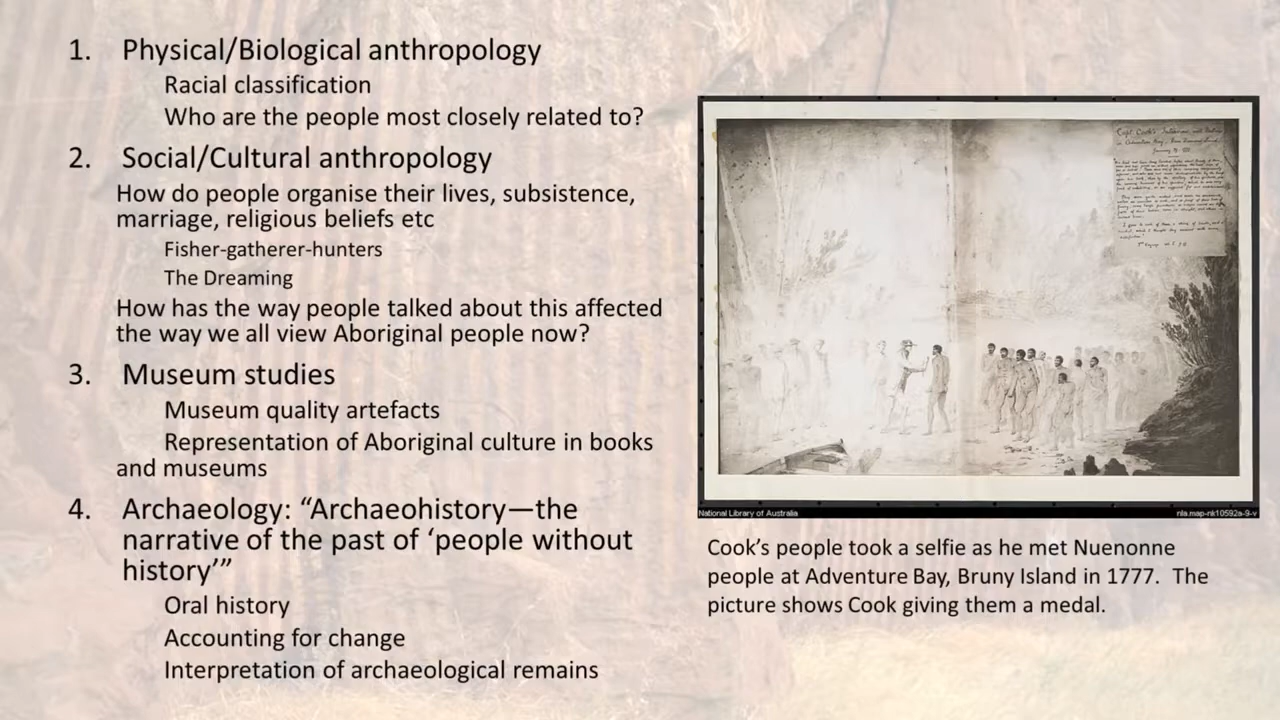 1. Physical/Biological anthropology
Racial classification
Who are the people most closely related to?
2. Social/Cultural anthropology
How do people organise their lives, subsistence,
marriage, religious beliefs etc
Fisher-gatherer-hunters
The Dreaming
How has the way people talked about this affected
the way we all view Aboriginal people now?
3. Museum studies
Museum quality artefacts
Representation of Aboriginal culture in books
and museums
4. Archaeology: “Archaeohistory—the
narrative of the past of ‘people without
history’”
Oral history
Accounting for change
Interpretation of archaeological remains
Capt. Cook's
National Library of Australia
nla.map-nk10592a-9-v
Cook’s people took a selfie as he met Nuenonne
people at Adventure Bay, Bruny Island in 1777. The
picture shows Cook giving them a medal.